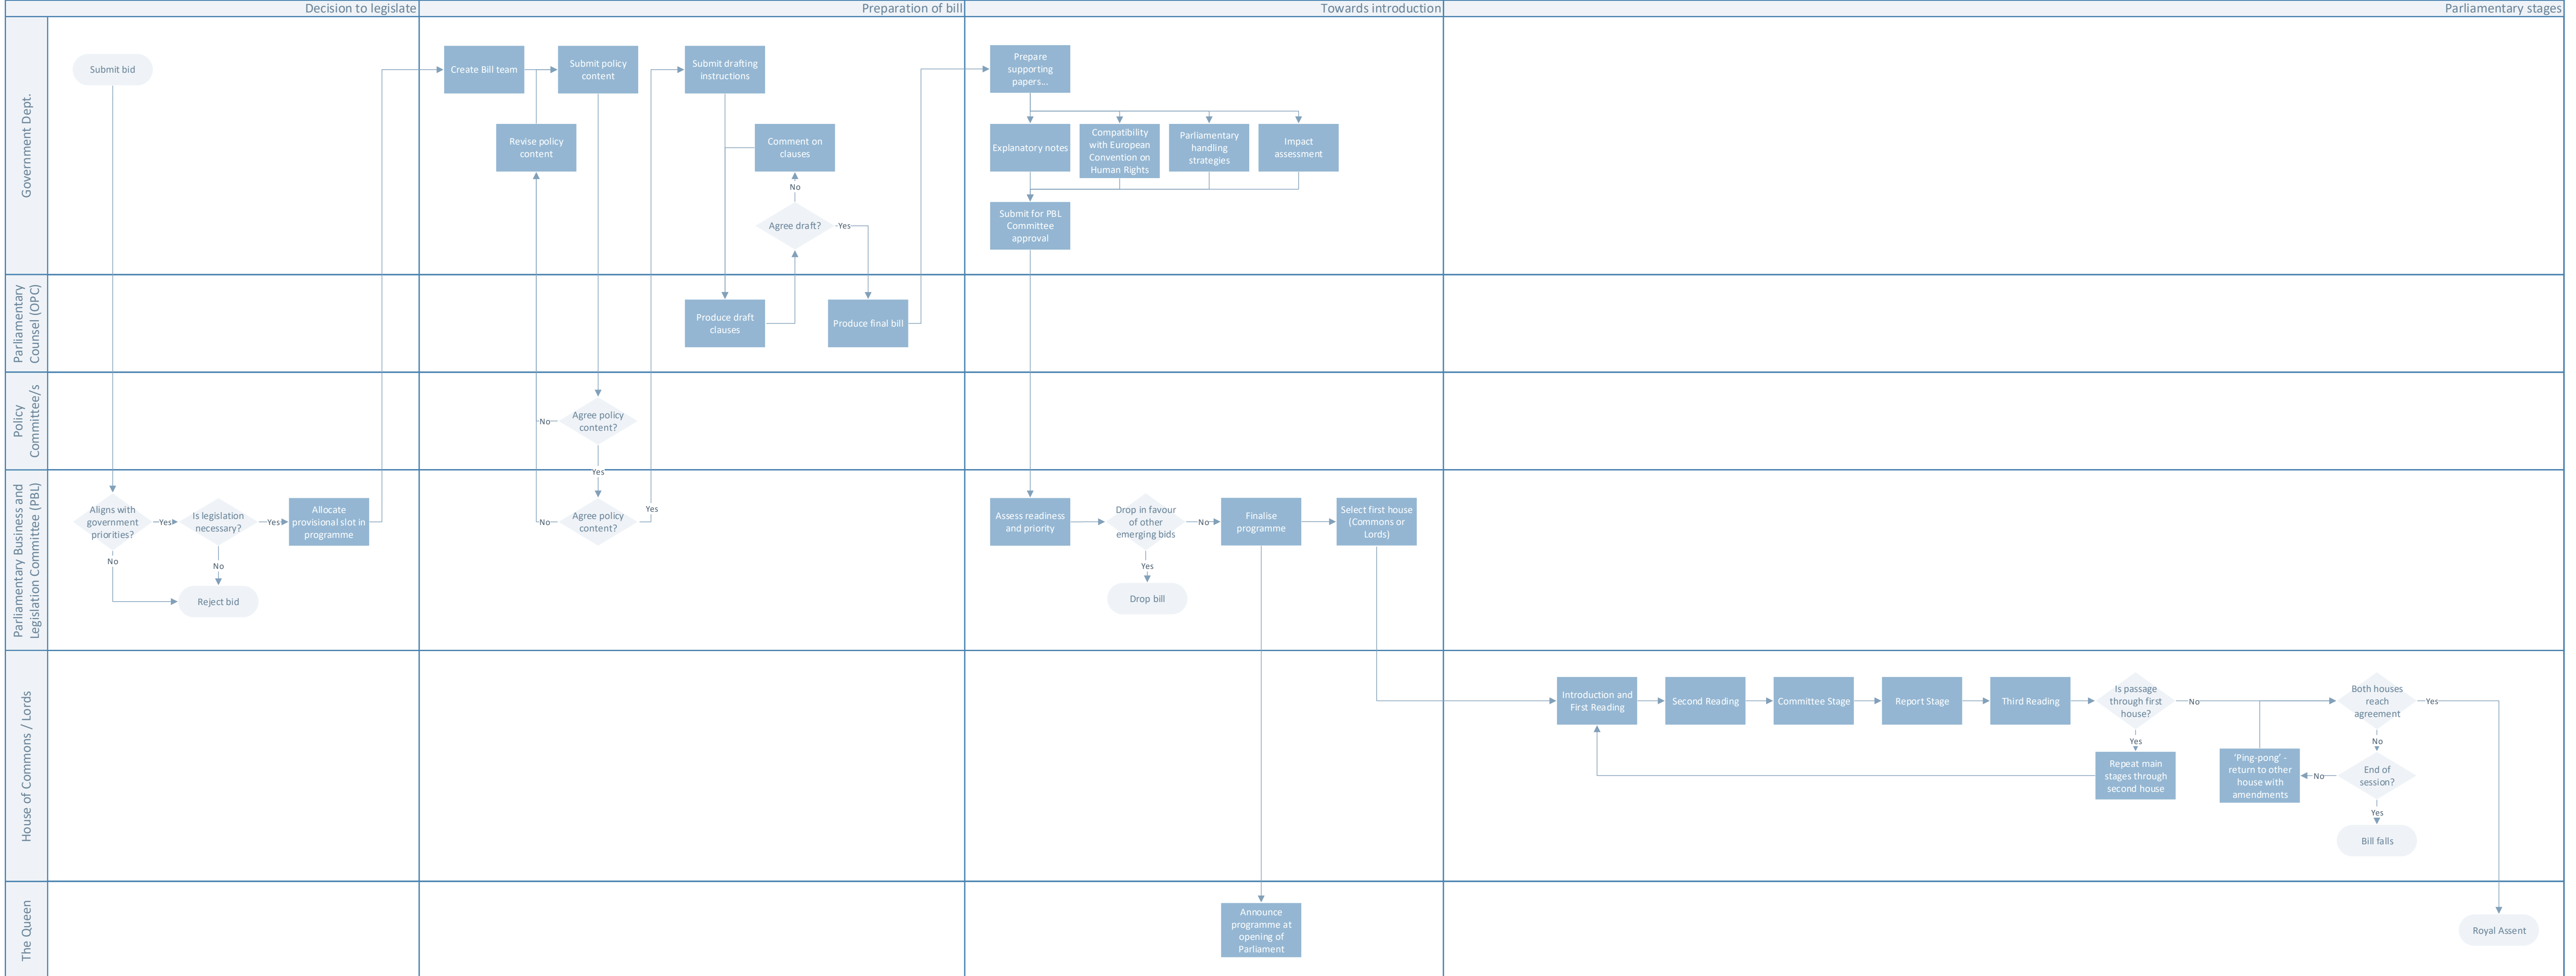 Decision to legislate
Preparation of bill
Towards introduction
Parliamentary stages
Government Dept.
Submit bid
Create Bill team
Submit policy
content
Submit drafting
instructions
Revise policy
content
Comment on
clauses
No
Agree draft?
Yes
Prepare
supporting
papers...
Explanatory notes
Compatibility
with European
Convention on
Human Rights
Parliamentary
handling
strategies
Impact
assessment
Submit for PBL
Committee
approval
Parliamentary
Counsel (OPC)
Produce draft
clauses
Produce final bill
Policy
Committee/s
Agree policy
content?
No
Yes
Parliamentary Business and
Legislation Committee (PBL)
Aligns with
government
priorities?
Yes
No
Is legislation
necessary?
Yes
No
Allocate
provisional slot in
programme
Reject bid
Agree policy
content?
No
Yes
Assess readiness
and priority
Drop in favour
of other
emerging bids
No
Yes
Drop bill
Finalise
programme
Select first house
(Commons or
Lords)
House of Commons / Lords
Introduction and
First Reading
Second Reading
Committee Stage
Report Stage
Third Reading
Is passage
through first
house?
No
Yes
Repeat main
stages through
second house
Both houses
reach
agreement
Yes
No
'Ping-pong' -
return to other
house with
amendments
No
End of
session?
Yes
Bill falls
The Queen
Announce
programme at
opening of
Parliament
Royal Assent